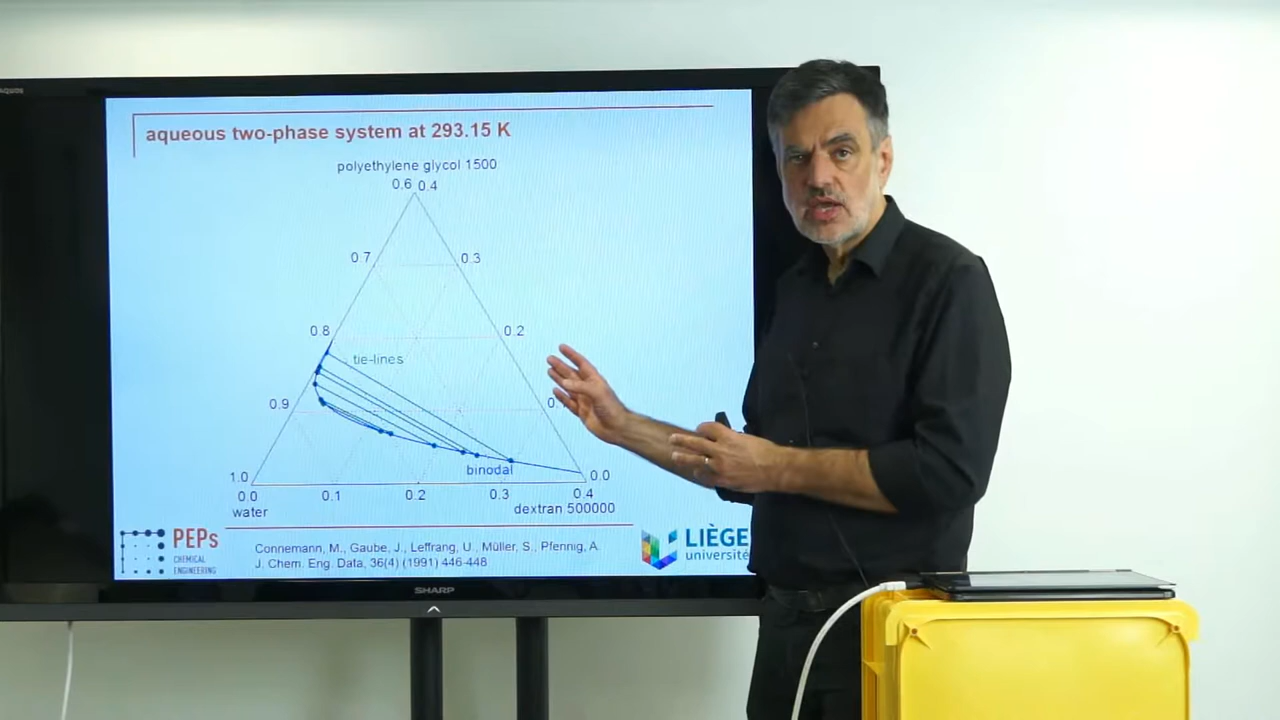 AQUOS
aqueous two-phase system at 293.15 K
polyethylene glycol 1500
0.6 0.4
0.7 0.3
0.8 0.2
tie-lines
0.9
binodal
1.0 0.0
0.0 0.1 0.2 0.3 0.4
water dextran 500000
PEPs
CHEMICAL
ENGINEERING
Connemann, M., Gaube, J., Leffrang, U., Müller, S., Pfennig, A.
J. Chem. Eng. Data, 36(4) (1991) 446-448
LIÈGE
université
SHARP